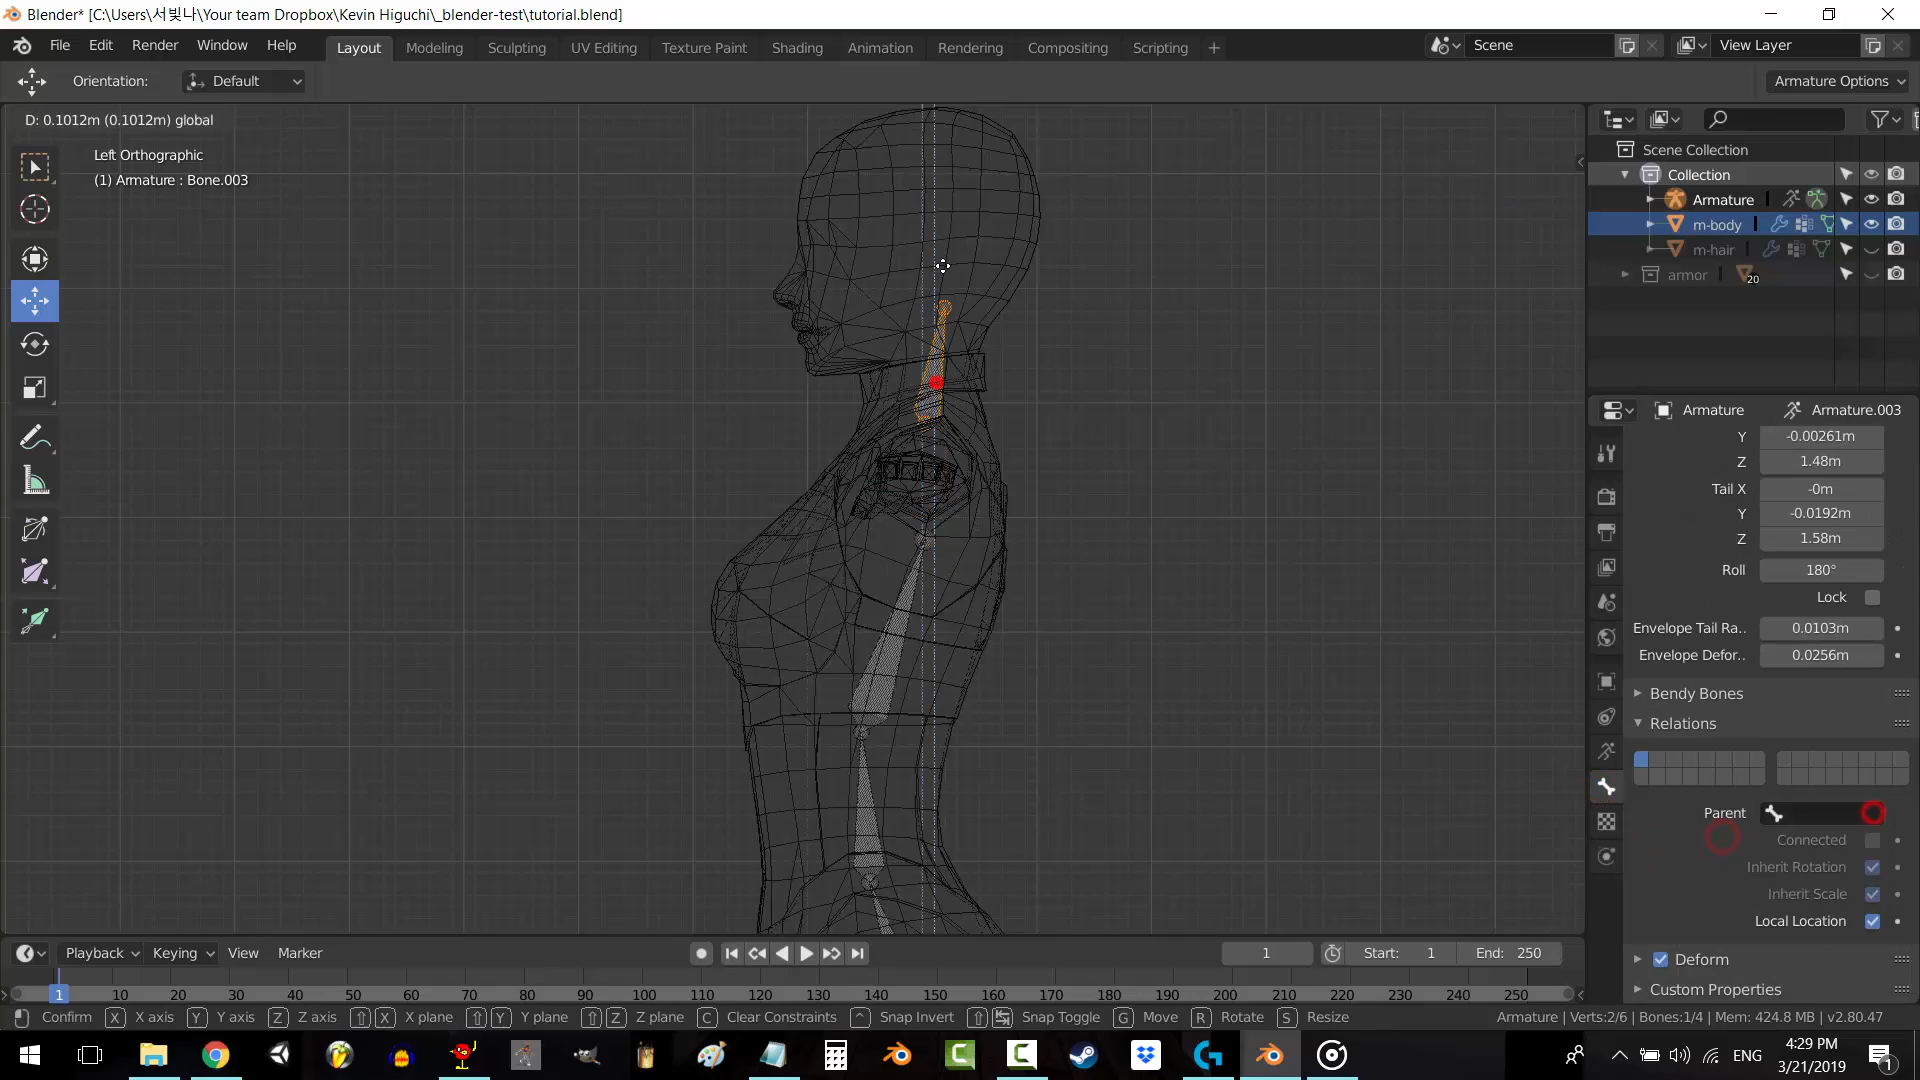 Blender* [C:\Users\서빛나\Your team Dropbox\Kevin Higuchi\_blender-test\tutorial.blend]
File Edit Render Window Help Layout Modeling Sculpting UV Editing Texture Paint Shading Animation Rendering Compositing Scripting + Scene View Layer
Orientation: Default Armature Options
D: 0.1012m (0.1012m) global
Left Orthographic
(1) Armature : Bone.003
Scene Collection
Collection
Armature
m-body
m-hair
armor 20
Armature Armature.003
Y -0.00261m
Z 1.48m
Tail X -0m
Y -0.0192m
Z 1.58m
Roll 180°
Lock
Envelope Tail Ra.. 0.0103m
Envelope Defor.. 0.0256m
Bendy Bones
Relations
Parent
Connected
Inherit Rotation
Inherit Scale
Local Location
Deform
Custom Properties
Playback Keying View Marker 1 Start: 1 End: 250
1 10 20 30 40 50 60 70 80 90 100 110 120 130 140 150 160 170 180 190 200 210 220 230 240 250
Confirm X X axis Y Y axis Z Z axis X X plane Y Y plane Z Z plane C Clear Constraints Snap Invert Snap Toggle G Move R Rotate S Resize Armature | Verts:2/6 | Bones:1/4 | Mem: 424.8 MB | v2.80.47
ENG 4:29 PM
3/21/2019 1